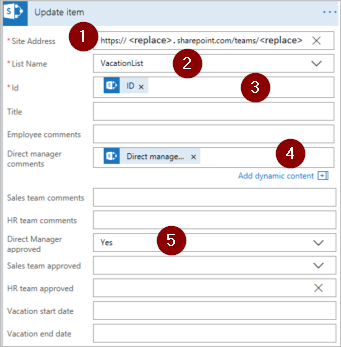 Update item
1
* Site Address
https:// <replace>.sharepoint.com/teams/<replace>
* List Name
VacationList
2
* Id
ID
3
Title
Employee comments
Direct manager
comments
Direct manage...
4
Add dynamic content
Sales team comments
HR team comments
Direct Manager
approved
Yes
5
Sales team approved
HR team approved
Vacation start date
Vacation end date